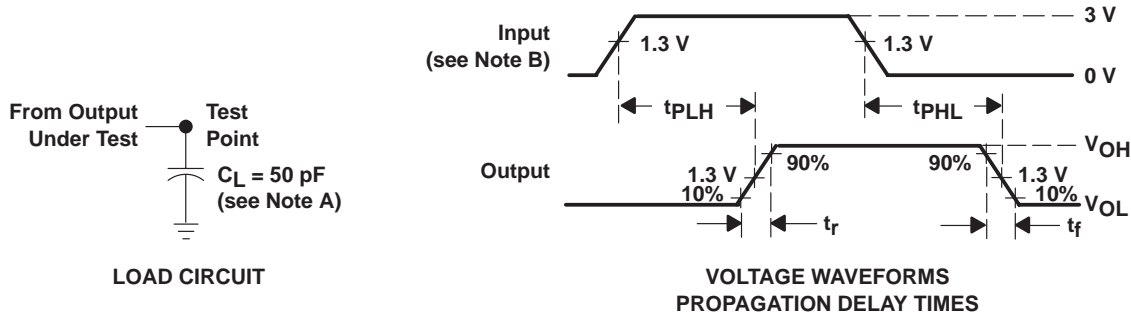 From Output
Under Test
Test
Point
CL = 50 pF
(see Note A)
LOAD CIRCUIT
Input
(see Note B)
1.3 V
1.3 V
3 V
0 V
tPLH
tPHL
Output
1.3 V
10%
90%
90%
1.3 V
10%
VOH
VOL
tr
tf
VOLTAGE WAVEFORMS
PROPAGATION DELAY TIMES